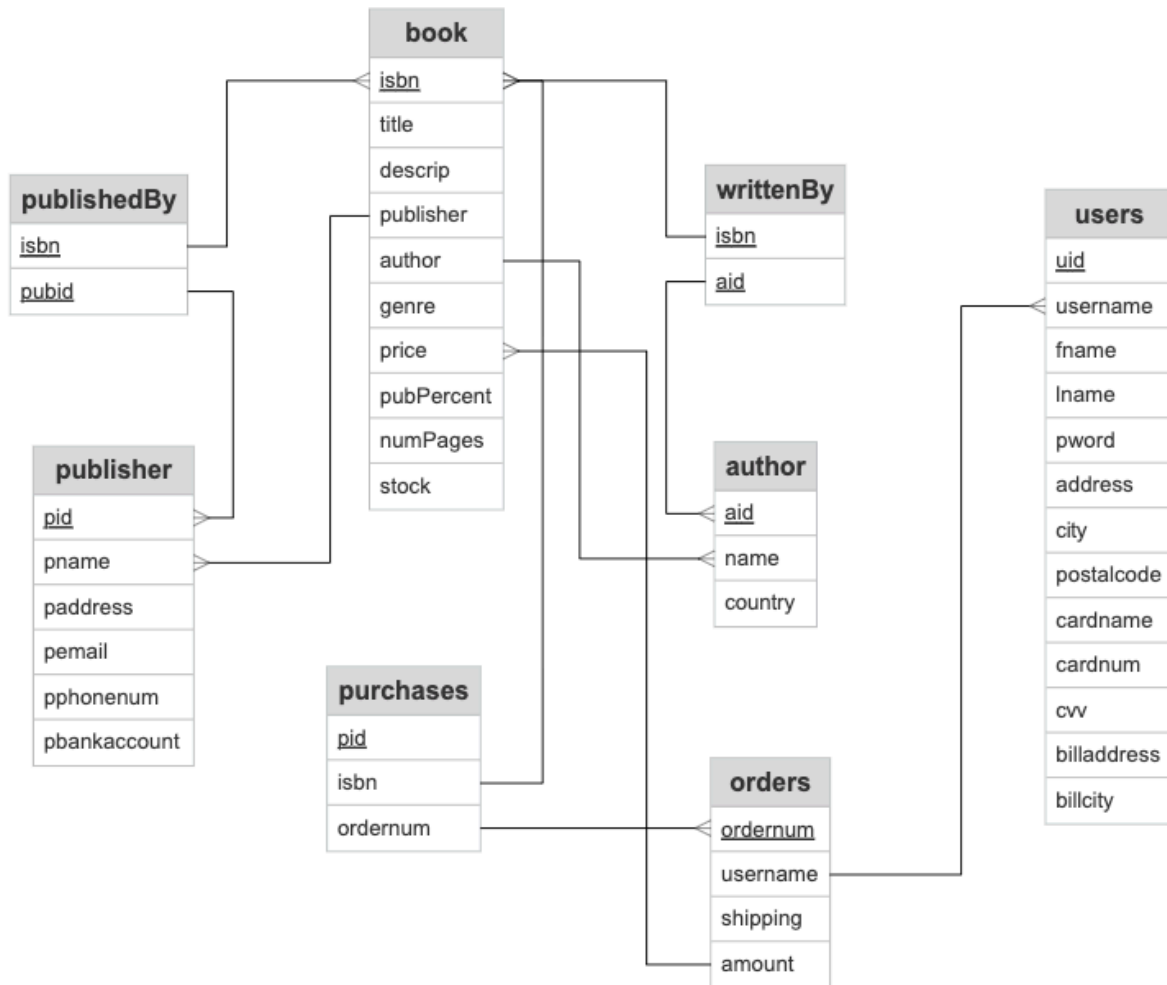 book
isbn
title
descrip
publisher
author
genre
price
pubPercent
numPages
stock
publishedBy
isbn
pubid
writtenBy
isbn
aid
users
uid
username
fname
lname
pword
address
city
postalcode
cardname
cardnum
cvv
billaddress
billcity
publisher
pid
pname
paddress
pemail
pphonenum
pbankaccount
author
aid
name
country
purchases
pid
isbn
ordernum
orders
ordernum
username
shipping
amount